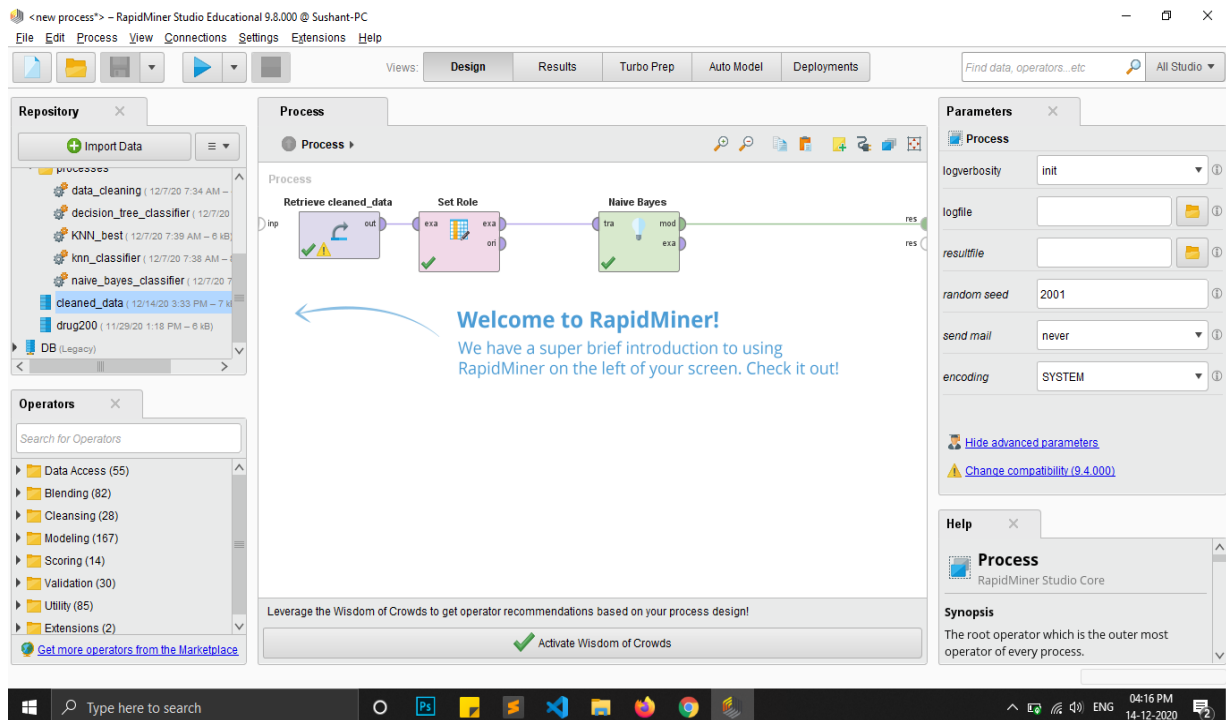 <new process*> – RapidMiner Studio Educational 9.8.000 @ Sushant-PC
File Edit Process View Connections Settings Extensions Help
Views: Design Results Turbo Prep Auto Model Deployments
Find data, operators...etc All Studio
Repository
Import Data
processes
data_cleaning (12/7/20 7:34 AM –
decision_tree_classifier (12/7/20
KNN_best (12/7/20 7:39 AM – 6 kB)
knn_classifier (12/7/20 7:38 AM –
naive_bayes_classifier (12/7/20 7
cleaned_data (12/14/20 3:33 PM – 7 k
drug200 (11/29/20 1:18 PM – 6 kB)
DB (Legacy)
Operators
Search for Operators
Data Access (55)
Blending (82)
Cleansing (28)
Modeling (167)
Scoring (14)
Validation (30)
Utility (85)
Extensions (2)
Get more operators from the Marketplace
Process
Process
Process
Retrieve cleaned_data Set Role Naive Bayes
inp out exa exa tra mod res
ori exa res
Welcome to RapidMiner!
We have a super brief introduction to using
RapidMiner on the left of your screen. Check it out!
Leverage the Wisdom of Crowds to get operator recommendations based on your process design!
Activate Wisdom of Crowds
Parameters
Process
logverbosity init
logfile
resultfile
random seed 2001
send mail never
encoding SYSTEM
Hide advanced parameters
Change compatibility (9.4.000)
Help
Process
RapidMiner Studio Core
Synopsis
The root operator which is the outer most
operator of every process.
Type here to search
Ps
ENG
04:16 PM
14-12-2020
2